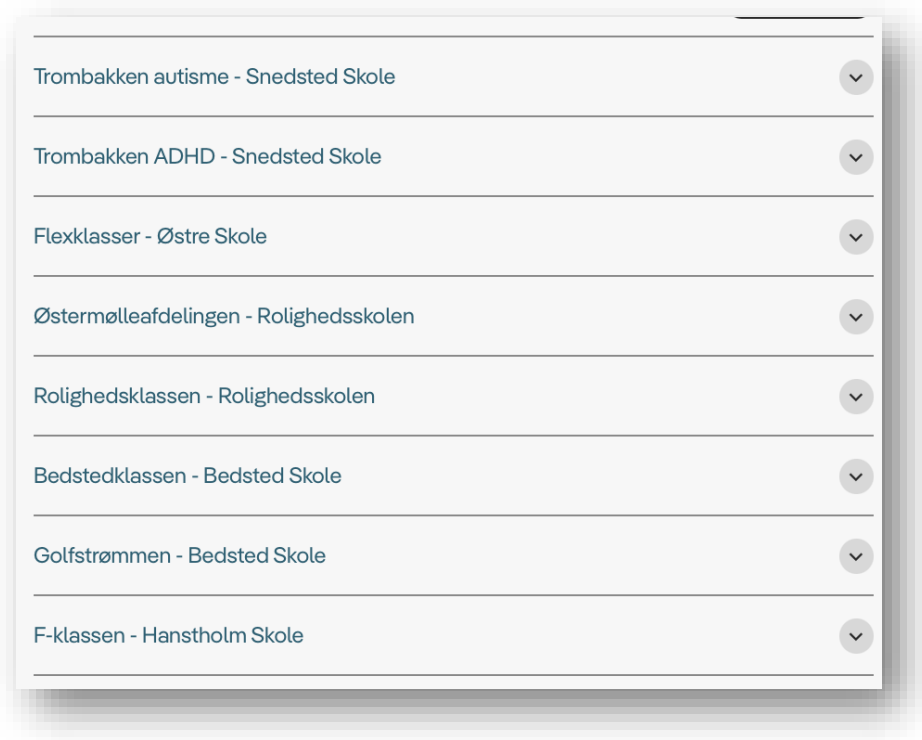 Trombakken autisme - Snedsted Skole
Trombakken ADHD - Snedsted Skole
Flexklasser - Østre Skole
Østermølleafdelingen - Rolighedsskolen
Rolighedsklassen - Rolighedsskolen
Bedstedklassen - Bedsted Skole
Golfstrømmen - Bedsted Skole
F-klassen - Hanstholm Skole